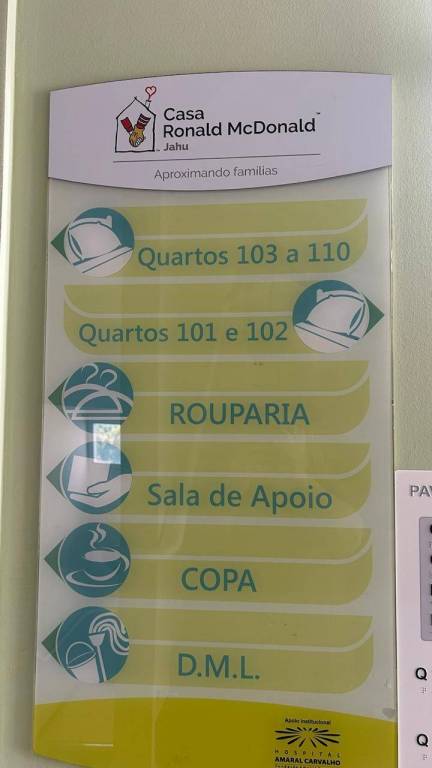 Casa
Ronald McDonald™
Jahu
Aproximando famílias
Quartos 103 a 110
Quartos 101 e 102
ROUPARIA
Sala de Apoio
COPA
D.M.L.
Apoio institucional
HOSPITAL
AMARAL CARVALHO
PAV
Q
Q